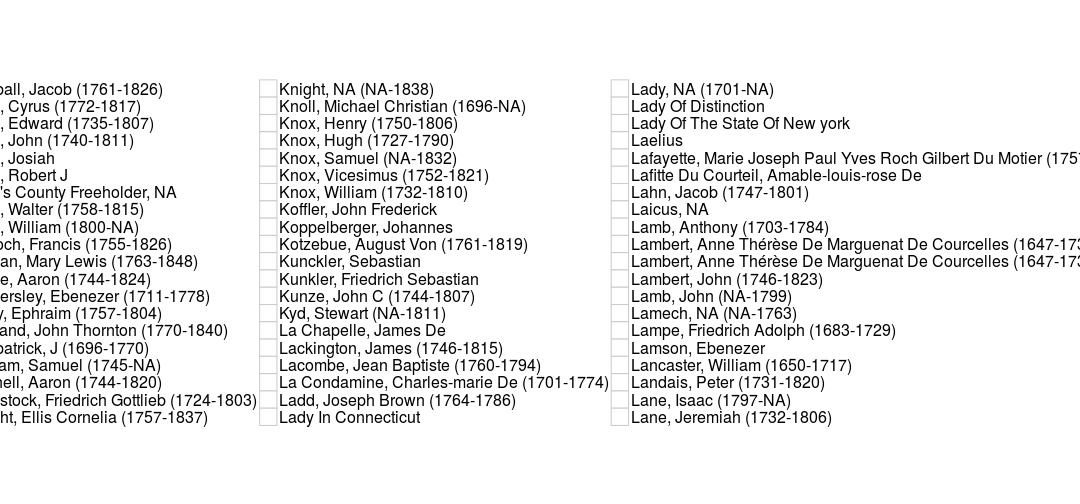 ball, Jacob (1761-1826)
, Cyrus (1772-1817)
, Edward (1735-1807)
, John (1740-1811)
, Josiah
, Robert J
's County Freeholder, NA
, Walter (1758-1815)
, William (1800-NA)
och, Francis (1755-1826)
an, Mary Lewis (1763-1848)
e, Aaron (1744-1824)
ersley, Ebenezer (1711-1778)
y, Ephraim (1757-1804)
and, John Thornton (1770-1840)
patrick, J (1696-1770)
am, Samuel (1745-NA)
nell, Aaron (1744-1820)
stock, Friedrich Gottlieb (1724-1803)
ht, Ellis Cornelia (1757-1837)
Knight, NA (NA-1838)
Knoll, Michael Christian (1696-NA)
Knox, Henry (1750-1806)
Knox, Hugh (1727-1790)
Knox, Samuel (NA-1832)
Knox, Vicesimus (1752-1821)
Knox, William (1732-1810)
Koffler, John Frederick
Koppelberger, Johannes
Kotzebue, August Von (1761-1819)
Kunckler, Sebastian
Kunkler, Friedrich Sebastian
Kunze, John C (1744-1807)
Kyd, Stewart (NA-1811)
La Chapelle, James De
Lackington, James (1746-1815)
Lacombe, Jean Baptiste (1760-1794)
La Condamine, Charles-marie De (1701-1774)
Ladd, Joseph Brown (1764-1786)
Lady In Connecticut
Lady, NA (1701-NA)
Lady Of Distinction
Lady Of The State Of New york
Laelius
Lafayette, Marie Joseph Paul Yves Roch Gilbert Du Motier (175
Lafitte Du Courteil, Amable-louis-rose De
Lahn, Jacob (1747-1801)
Laicus, NA
Lamb, Anthony (1703-1784)
Lambert, Anne Thérèse De Marguenat De Courcelles (1647-173
Lambert, Anne Thérèse De Marguenat De Courcelles (1647-173
Lambert, John (1746-1823)
Lamb, John (NA-1799)
Lamech, NA (NA-1763)
Lampe, Friedrich Adolph (1683-1729)
Lamson, Ebenezer
Lancaster, William (1650-1717)
Landais, Peter (1731-1820)
Lane, Isaac (1797-NA)
Lane, Jeremiah (1732-1806)